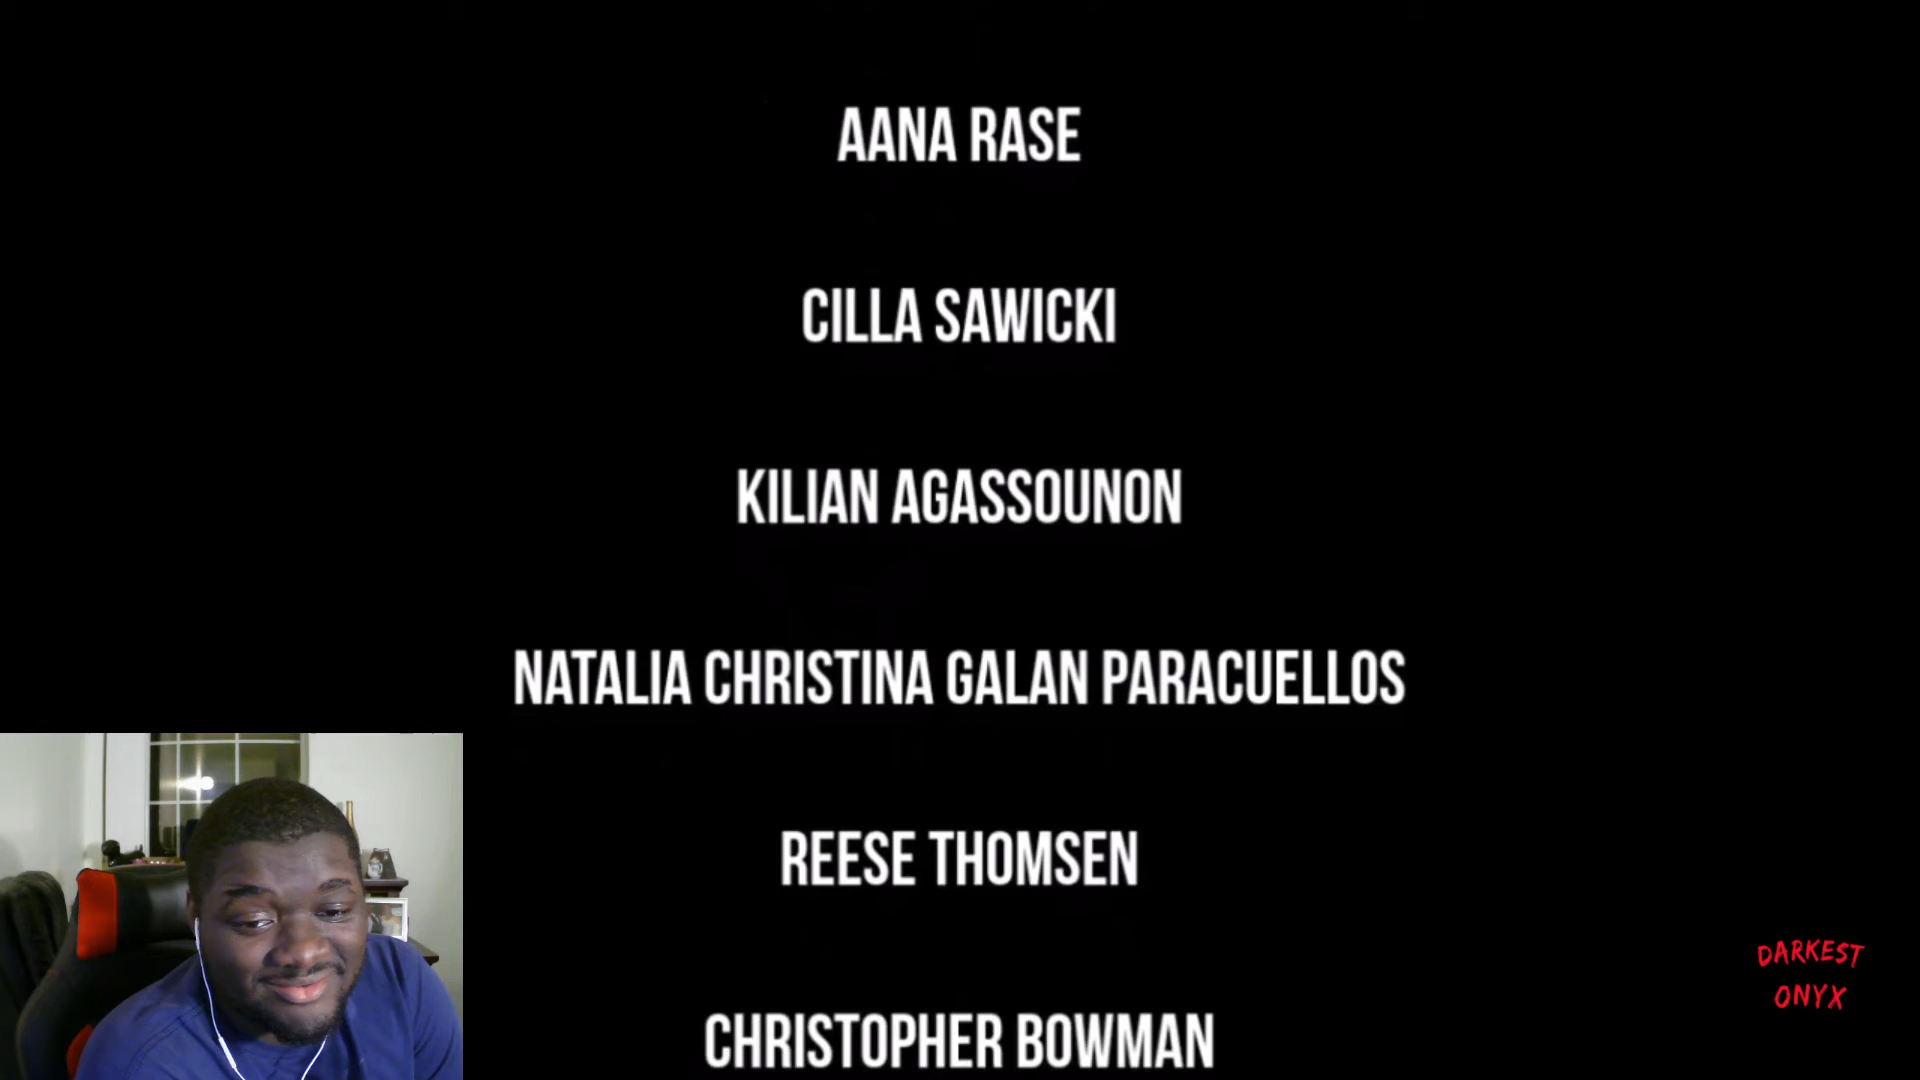 AANA RASE
CILLA SAWICKI
KILIAN AGASSOUNON
NATALIA CHRISTINA GALAN PARACUELLOS
REESE THOMSEN
CHRISTOPHER BOWMAN
DARKEST
ONYX